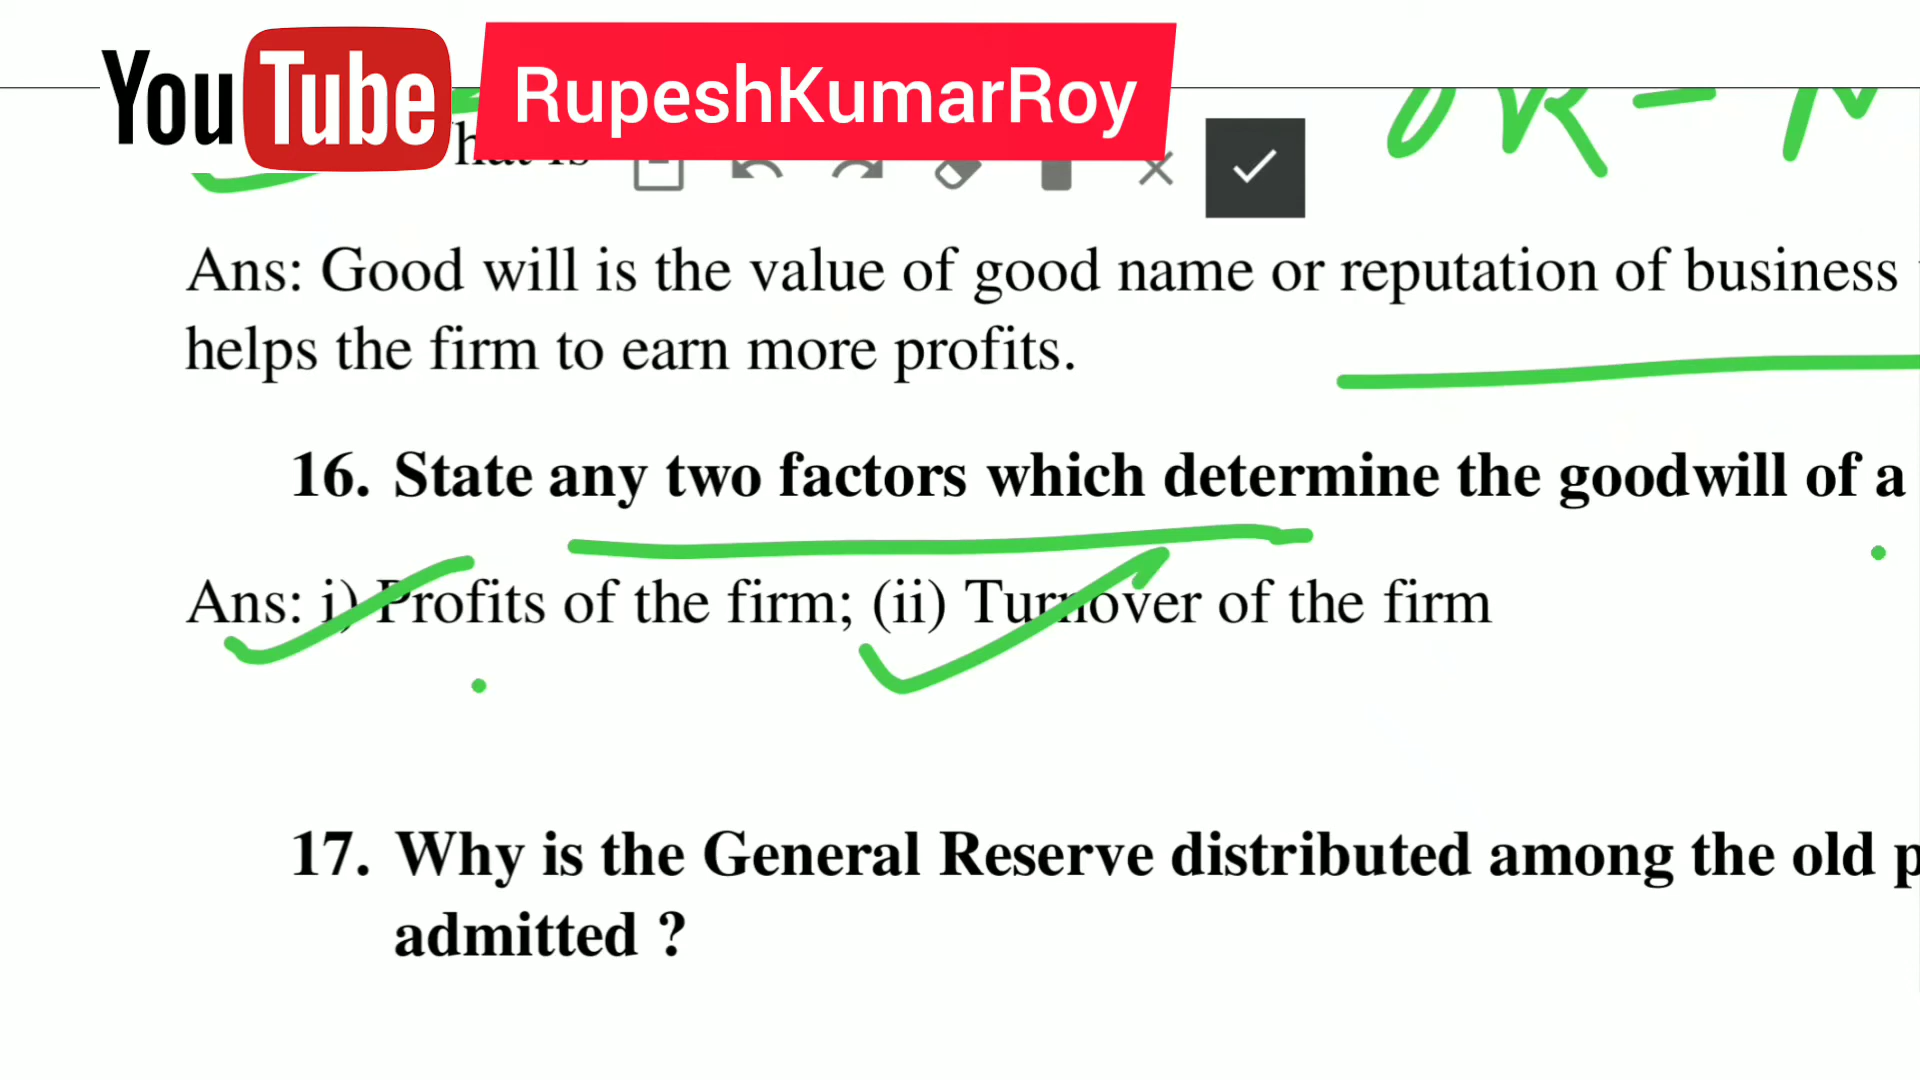 YouTube RupeshKumarRoy
Ans: Good will is the value of good name or reputation of business
helps the firm to earn more profits.
16. State any two factors which determine the goodwill of a
Ans: i) Profits of the firm; (ii) Turnover of the firm
17. Why is the General Reserve distributed among the old p
admitted ?